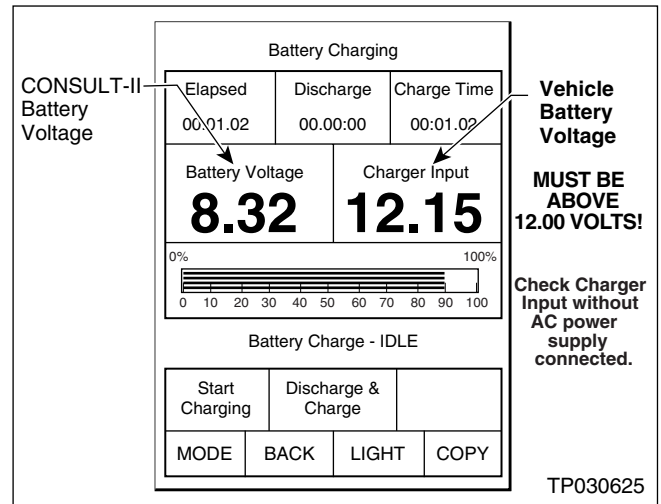 Battery Charging
CONSULT-II
Battery
Voltage
Elapsed
Discharge
Charge Time
00:01.02
00.00:00
00:01.02
Vehicle
Battery
Voltage
Battery Voltage
Charger Input
8.32
12.15
MUST BE
ABOVE
12.00 VOLTS!
0%
100%
0 10 20 30 40 50 60 70 80 90 100
Check Charger
Input without
AC power
supply
connected.
Battery Charge - IDLE
Start
Charging
Discharge &
Charge
MODE
BACK
LIGHT
COPY
TP030625